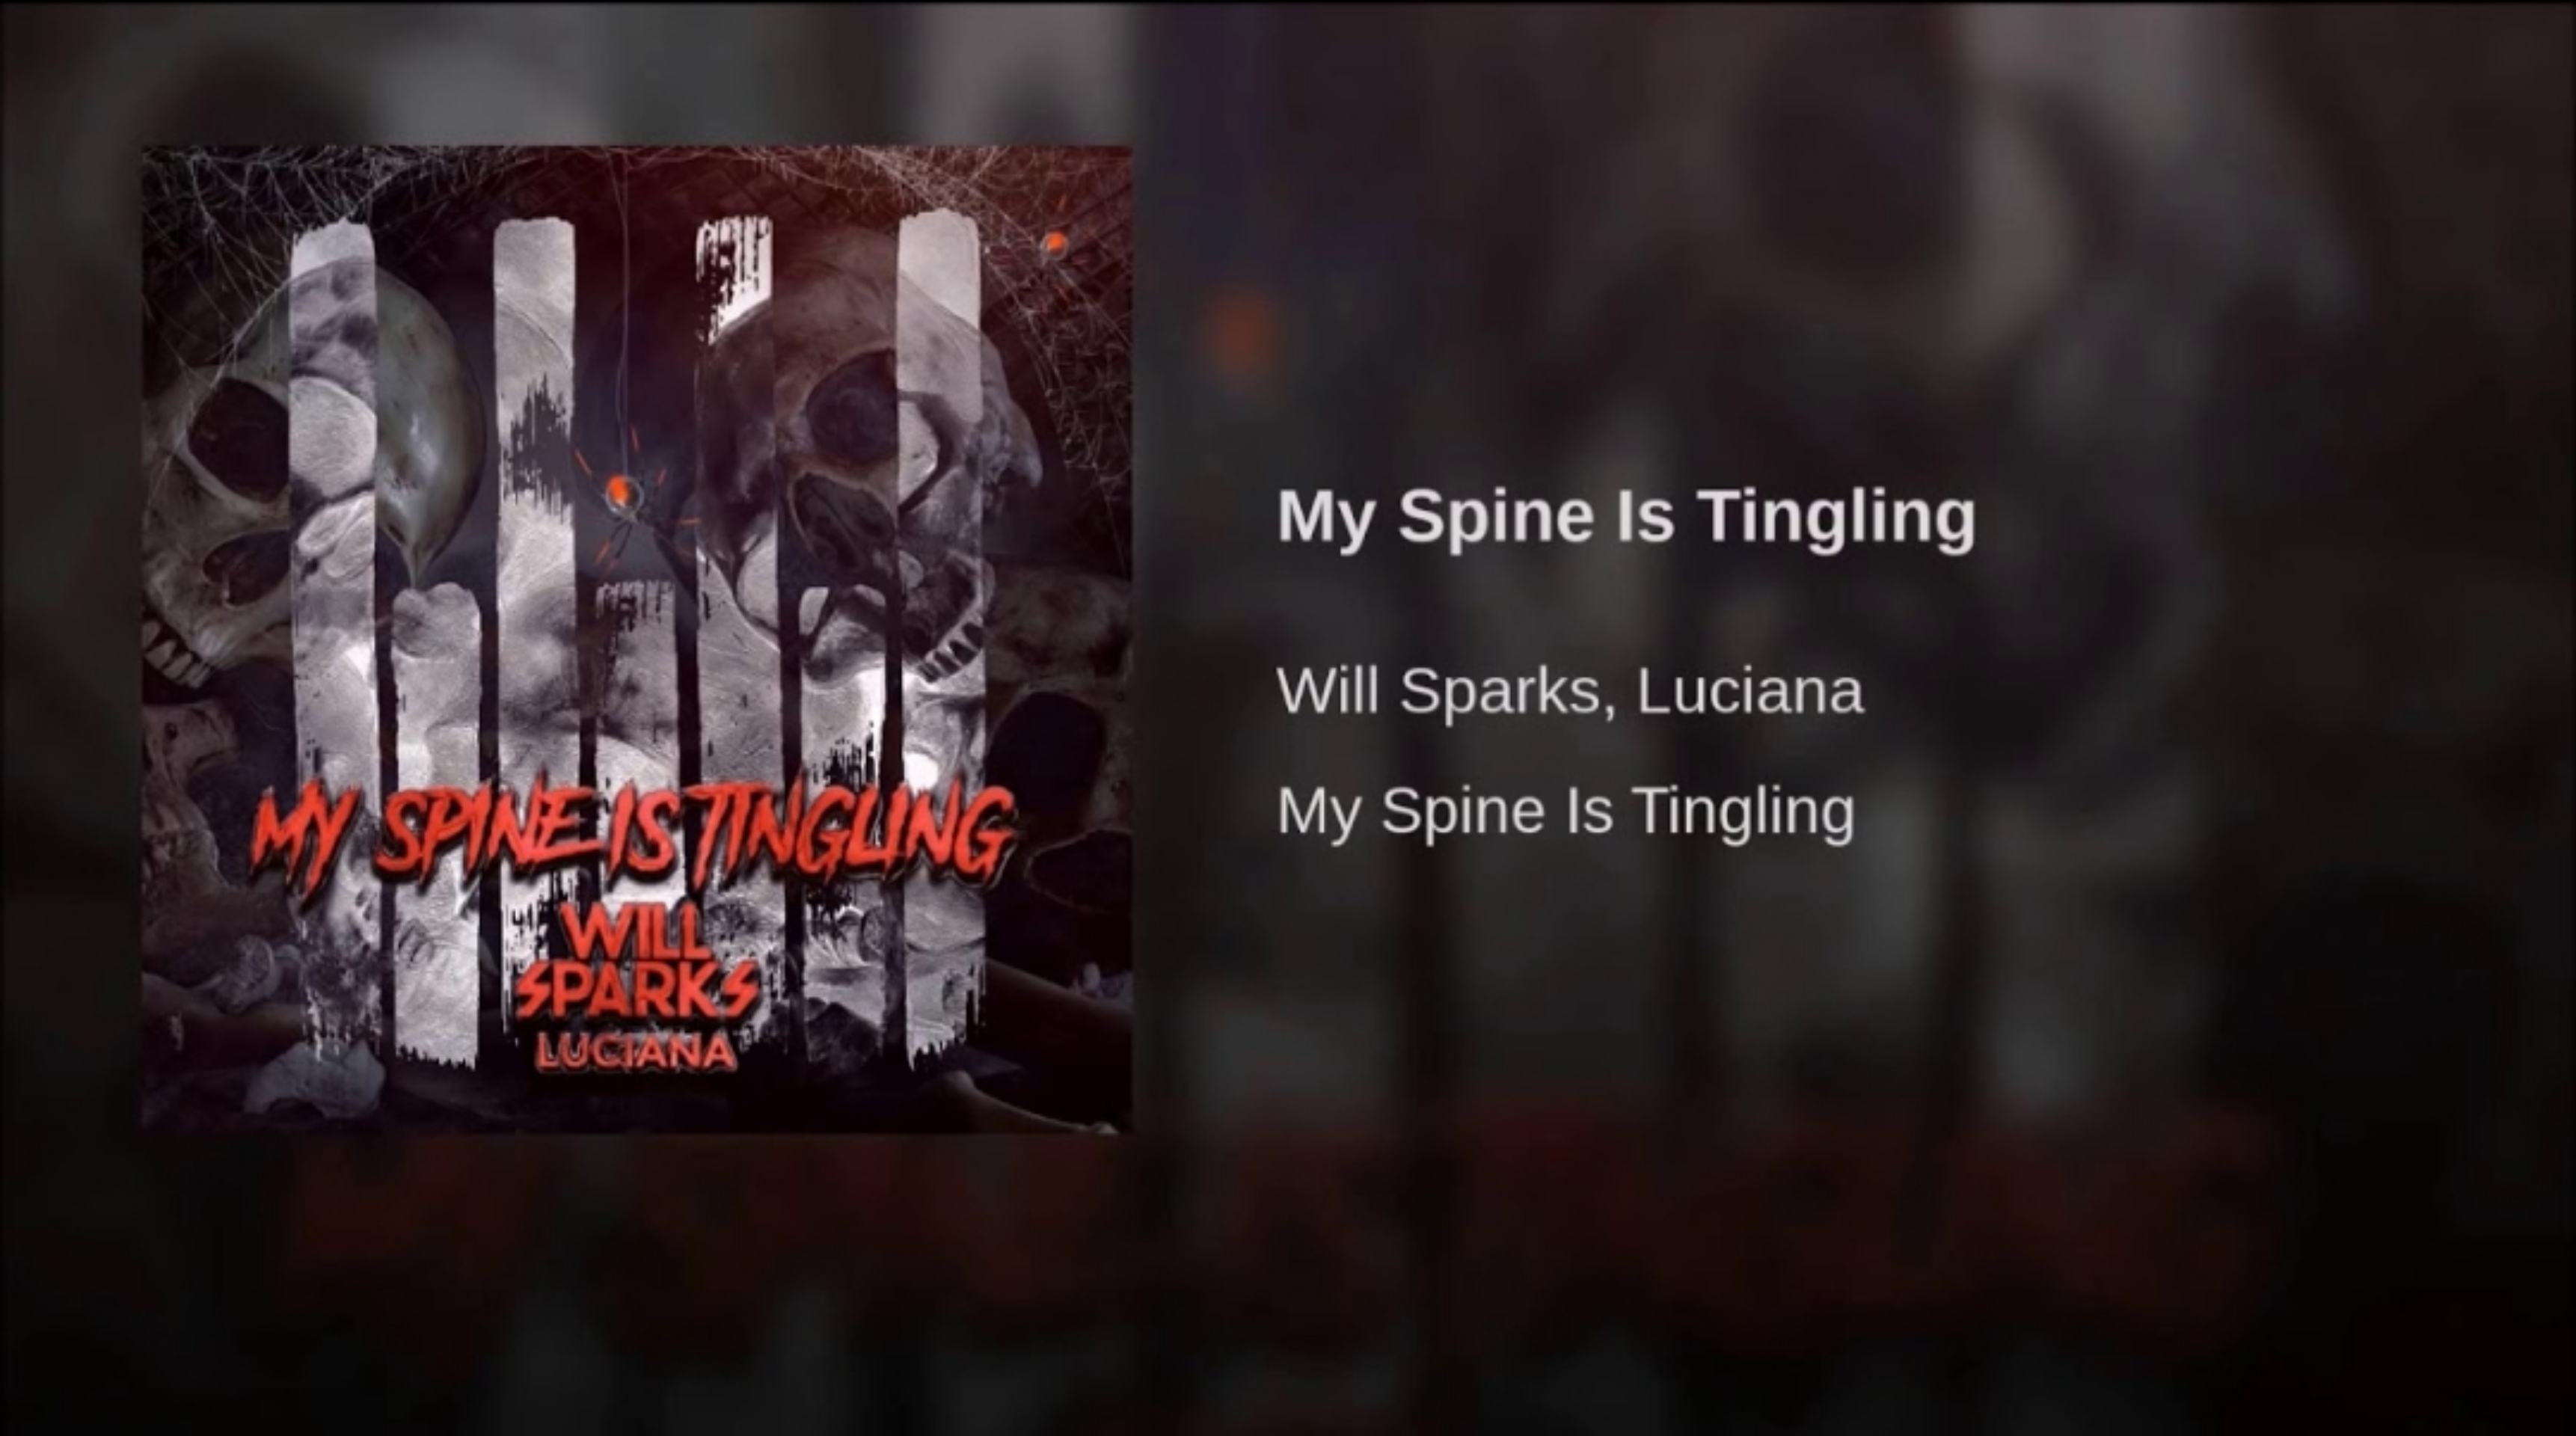 MY SPINE IS TINGLING
WILL
SPARKS
LUCIANA
My Spine Is Tingling
Will Sparks, Luciana
My Spine Is Tingling